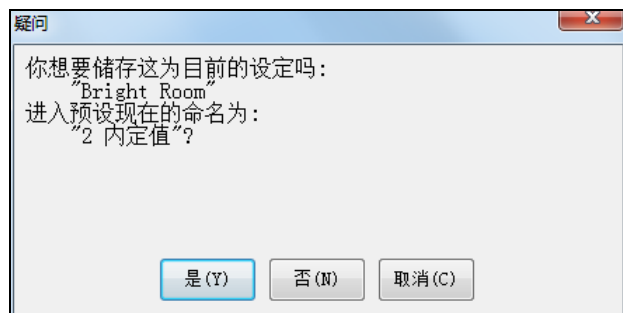 疑问
你想要储存这为目前的设定吗:
"Bright Room"
进入预设现在的命名为:
"2 内定值"?
是(Y) 否(N) 取消(C)